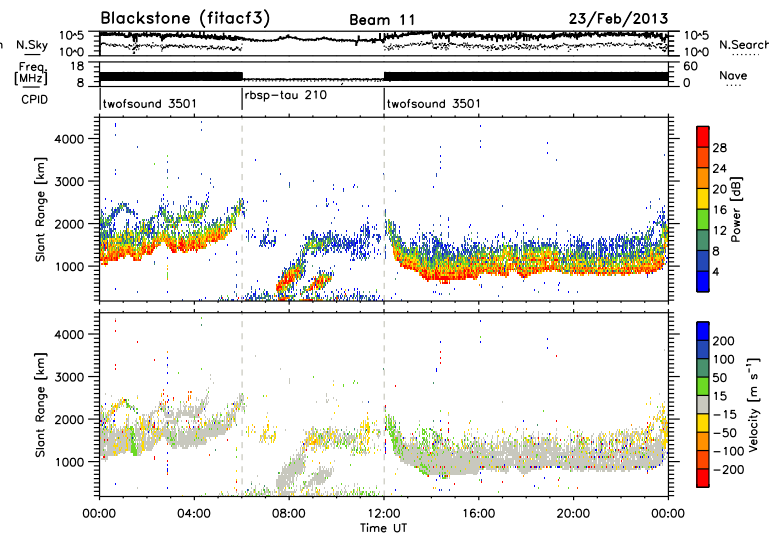 Blackstone (fitacf3) Beam 11 23/Feb/2013
n N.Sky 10^5 10^0 10^5 10^0 N.Search
Freq. [MHz] 18 8 60 0 Nave
CPID twofsound 3501 rbsp-tau 210 twofsound 3501
Slant Range [km]
4000
3000
2000
1000
28
24
20
16
12
8
4
Power [dB]
Slant Range [km]
4000
3000
2000
1000
200
100
50
15
-15
-50
-100
-200
Velocity [m s⁻¹]
00:00 04:00 08:00 12:00 16:00 20:00 00:00
Time UT